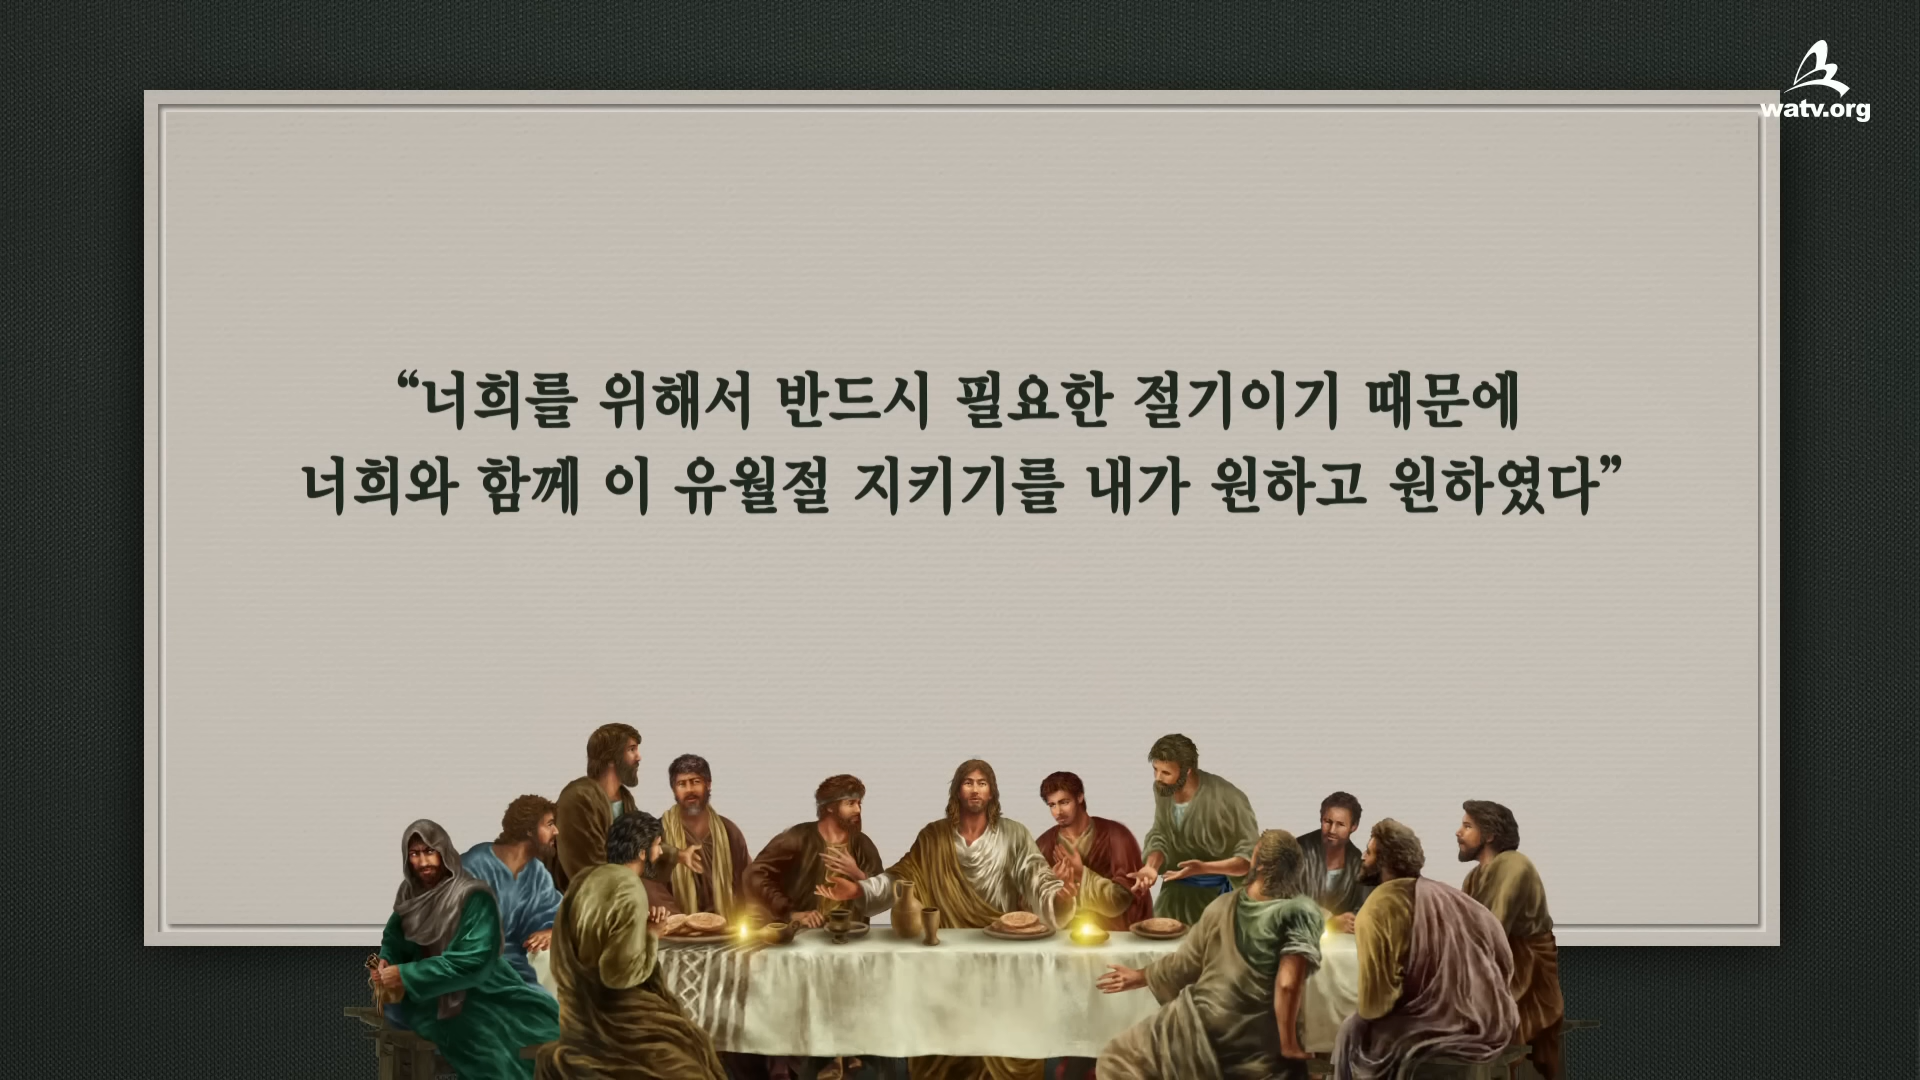 watv.org
“너희를 위해서 반드시 필요한 절기이기 때문에
너희와 함께 이 유월절 지키기를 내가 원하고 원하였다”